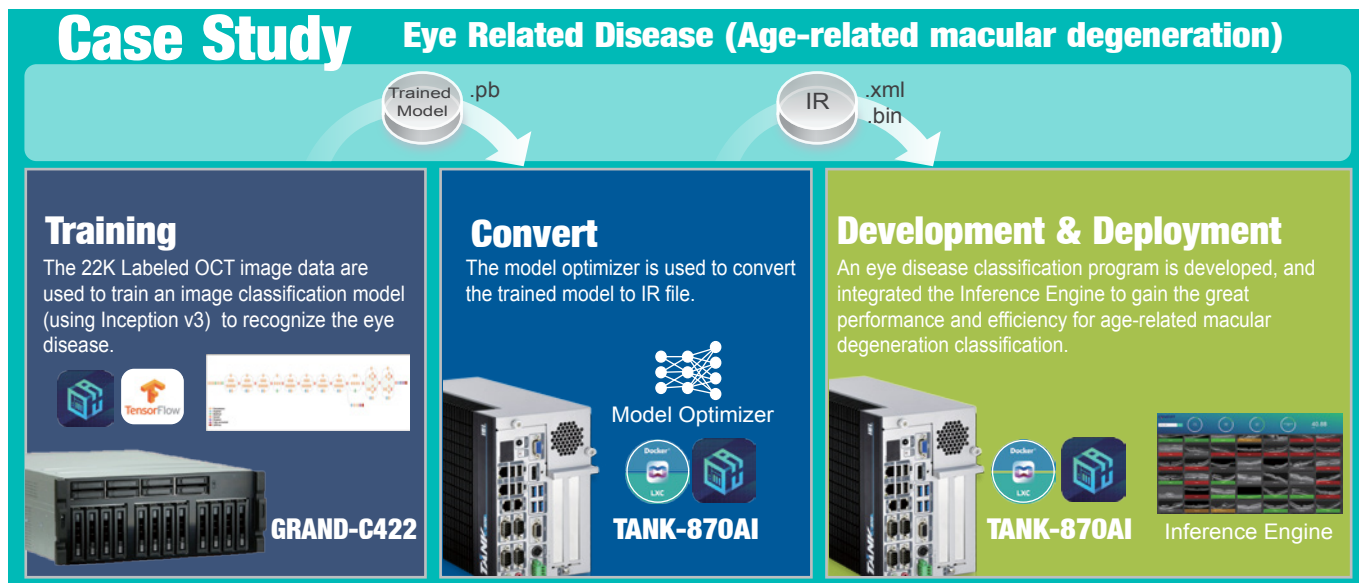 Case Study
Eye Related Disease (Age-related macular degeneration)
Trained
Model
.pb
IR
.xml
.bin
Training
The 22K Labeled OCT image data are
used to train an image classification model
(using Inception v3) to recognize the eye
disease.
TensorFlow
GRAND-C422
Convert
The model optimizer is used to convert
the trained model to IR file.
Model Optimizer
Docker
LXC
TANK-870AI
TANK
Development & Deployment
An eye disease classification program is developed, and
integrated the Inference Engine to gain the great
performance and efficiency for age-related macular
degeneration classification.
Docker
LXC
TANK-870AI
TANK
Inference Engine